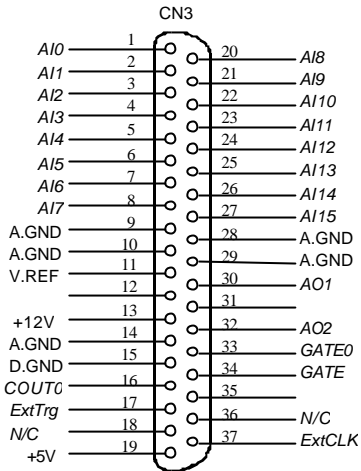 CN3
AI0 1
AI1 2
AI2 3
AI3 4
AI4 5
AI5 6
AI6 7
AI7 8
A.GND 9
A.GND 10
V.REF 11
12
+12V 13
A.GND 14
D.GND 15
COUT0 16
ExtTrg 17
N/C 18
+5V 19
20 AI8
21 AI9
22 AI10
23 AI11
24 AI12
25 AI13
26 AI14
27 AI15
28 A.GND
29 A.GND
30 AO1
31
32 AO2
33 GATE0
34 GATE
35
36 N/C
37 ExtCLK